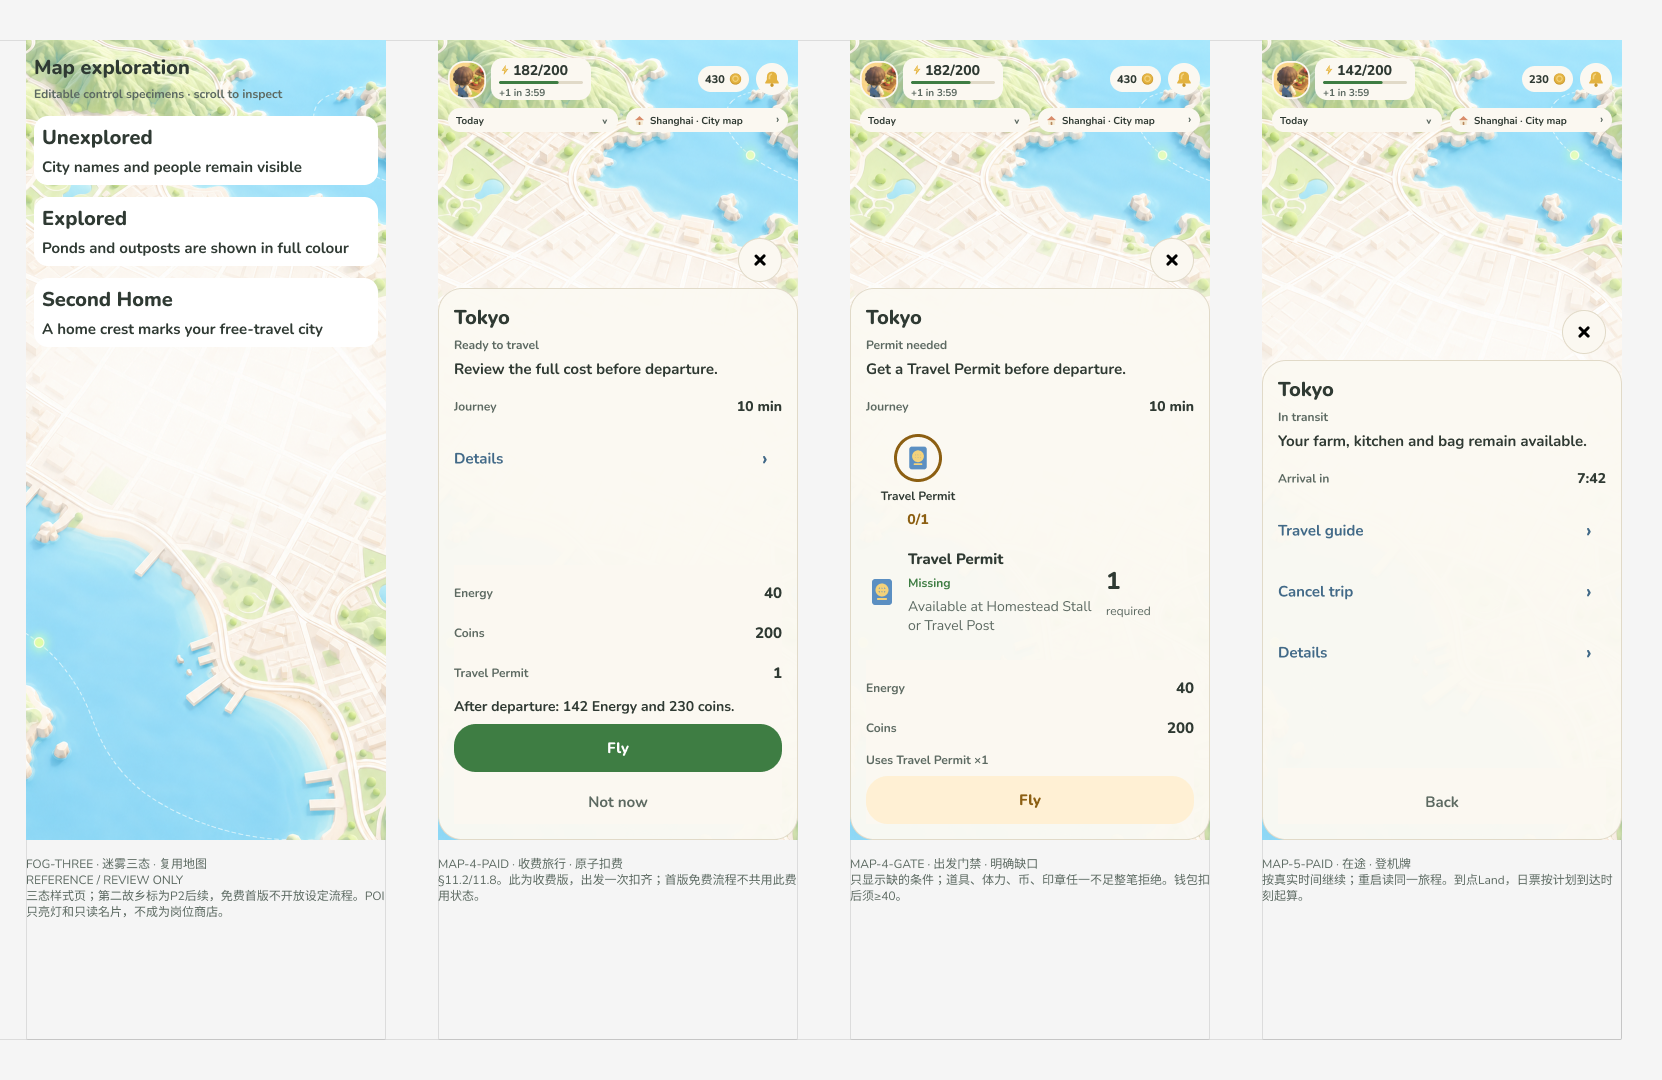 Map exploration
Editable control specimens · scroll to inspect
Unexplored
City names and people remain visible
Explored
Ponds and outposts are shown in full colour
Second Home
A home crest marks your free-travel city
FOG-THREE · 迷雾三态 · 复用地图
REFERENCE / REVIEW ONLY
三态样式页；第二故乡标为P2后续，免费首版不开放设定流程。POI
只亮灯和只读名片，不成为岗位商店。
182/200
+1 in 3:59
430
Today
Shanghai · City map
Tokyo
Ready to travel
Review the full cost before departure.
Journey
10 min
Details
Energy
40
Coins
200
Travel Permit
1
After departure: 142 Energy and 230 coins.
Fly
Not now
MAP-4-PAID · 收费旅行 · 原子扣费
§11.2/11.8。此为收费版，出发一次扣齐；首版免费流程不共用此费
用状态。
182/200
+1 in 3:59
430
Today
Shanghai · City map
Tokyo
Permit needed
Get a Travel Permit before departure.
Journey
10 min
Travel Permit
0/1
Travel Permit
Missing
Available at Homestead Stall
or Travel Post
1
required
Energy
40
Coins
200
Uses Travel Permit ×1
Fly
MAP-4-GATE · 出发门禁 · 明确缺口
只显示缺的条件；道具、体力、币、印章任一不足整笔拒绝。钱包扣
后须≥40。
142/200
+1 in 3:59
230
Today
Shanghai · City map
Tokyo
In transit
Your farm, kitchen and bag remain available.
Arrival in
7:42
Travel guide
Cancel trip
Details
Back
MAP-5-PAID · 在途 · 登机牌
按真实时间继续；重启读同一旅程。到点Land，日票按计划到达时
刻起算。